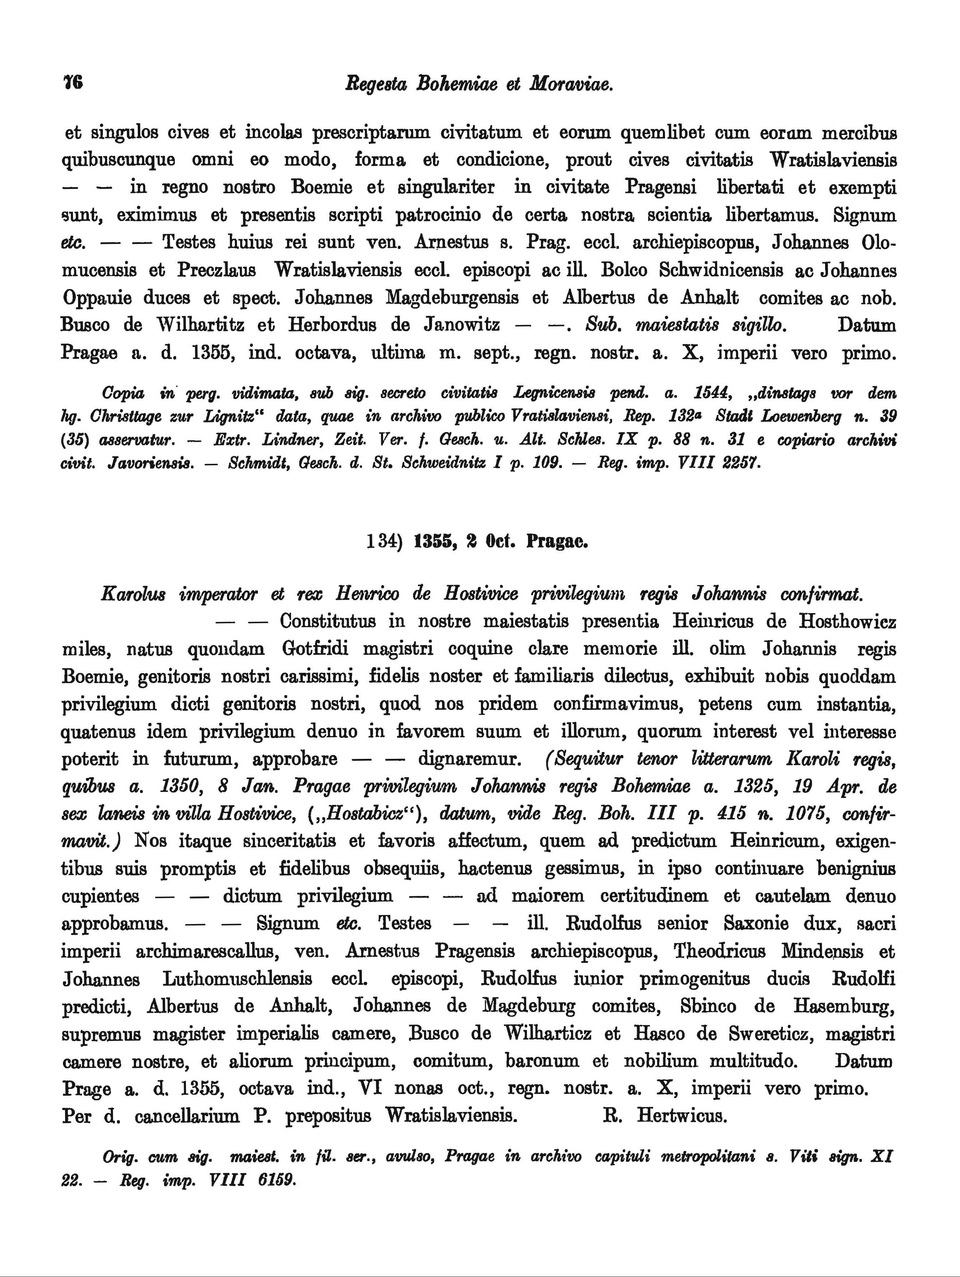 76 Regesta Bohemiae et Moraviae.
et singulos cives et incolas prescriptarum civitatum et eorum quemlibet cum eorum mercibus
quibuscunque omni eo modo, forma et condicione, prout cives civitatis Wratislaviensis
— — in regno nostro Boemie et singulariter in civitate Pragensi libertati et exempti
sunt, eximimus et presentis scripti patrocinio de certa nostra scientia libertamus. Signum
etc. — — Testes huius rei sunt ven. Arnestus s. Prag. eccl. archiepiscopus, Johannes Olo-
mucensis et Preczlaus Wratislaviensis eccl. episcopi ac ill. Bolco Schwidnicensis ac Johannes
Oppauie duces et spect. Johannes Magdeburgensis et Albertus de Anhalt comites ac nob.
Busco de Wilhartitz et Herbordus de Janowitz — —. Sub. maiestatis sigillo. Datum
Pragae a. d. 1355, ind. octava, ultima m. sept., regn. nostr. a. X, imperii vero primo.
Copia in perg. vidimata, sub sig. secreto civitatis Legnicensis pend. a. 1544, „dinstags vor dem
hg. Christtage zur Lignitz“ data, quae in archivo publico Vratislaviensi, Rep. 132a Stadt Loewenberg n. 39
(35) asservatur. — Extr. Lindner, Zeit. Ver. f. Gesch. u. Alt. Schles. IX p. 88 n. 31 e copiario archivi
civit. Javoriensis. — Schmidt, Gesch. d. St. Schweidnitz I p. 109. — Reg. imp. VIII 2257.
134) 1355, 2 Oct. Pragae.
Karolus imperator et rex Henrico de Hostivice privilegium regis Johannis confirmat.
— — Constitutus in nostre maiestatis presentia Heinricus de Hosthowicz
miles, natus quondam Gotfridi magistri coquine clare memorie ill. olim Johannis regis
Boemie, genitoris nostri carissimi, fidelis noster et familiaris dilectus, exhibuit nobis quoddam
privilegium dicti genitoris nostri, quod nos pridem confirmavimus, petens cum instantia,
quatenus idem privilegium denuo in favorem suum et illorum, quorum interest vel interesse
poterit in futurum, approbare — — dignaremur. (Sequitur tenor litterarum Karoli regis,
quibus a. 1350, 8 Jan. Pragae privilegium Johannis regis Bohemiae a. 1325, 19 Apr. de
sex laneis in villa Hostivice, („Hostabicz“), datum, vide Reg. Boh. III p. 415 n. 1075, confir-
mavit.) Nos itaque sinceritatis et favoris affectum, quem ad predictum Heinricum, exigen-
tibus suis promptis et fidelibus obsequiis, hactenus gessimus, in ipso continuare benignius
cupientes — — dictum privilegium — — ad maiorem certitudinem et cautelam denuo
approbamus. — — Signum etc. Testes — — ill. Rudolfus senior Saxonie dux, sacri
imperii archimarescallus, ven. Arnestus Pragensis archiepiscopus, Theodricus Mindensis et
Johannes Luthomuschlensis eccl. episcopi, Rudolfus iunior primogenitus ducis Rudolfi
predicti, Albertus de Anhalt, Johannes de Magdeburg comites, Sbinco de Hasemburg,
supremus magister imperialis camere, Busco de Wilharticz et Hasco de Swereticz, magistri
camere nostre, et aliorum principum, comitum, baronum et nobilium multitudo. Datum
Prage a. d. 1355, octava ind., VI nonas oct., regn. nostr. a. X, imperii vero primo.
Per d. cancellarium P. prepositus Wratislaviensis. R. Hertwicus.
Orig. cum sig. maiest. in fil. ser., avulso, Pragae in archivo capituli metropolitani s. Viti sign. XI
22. — Reg. imp. VIII 6159.